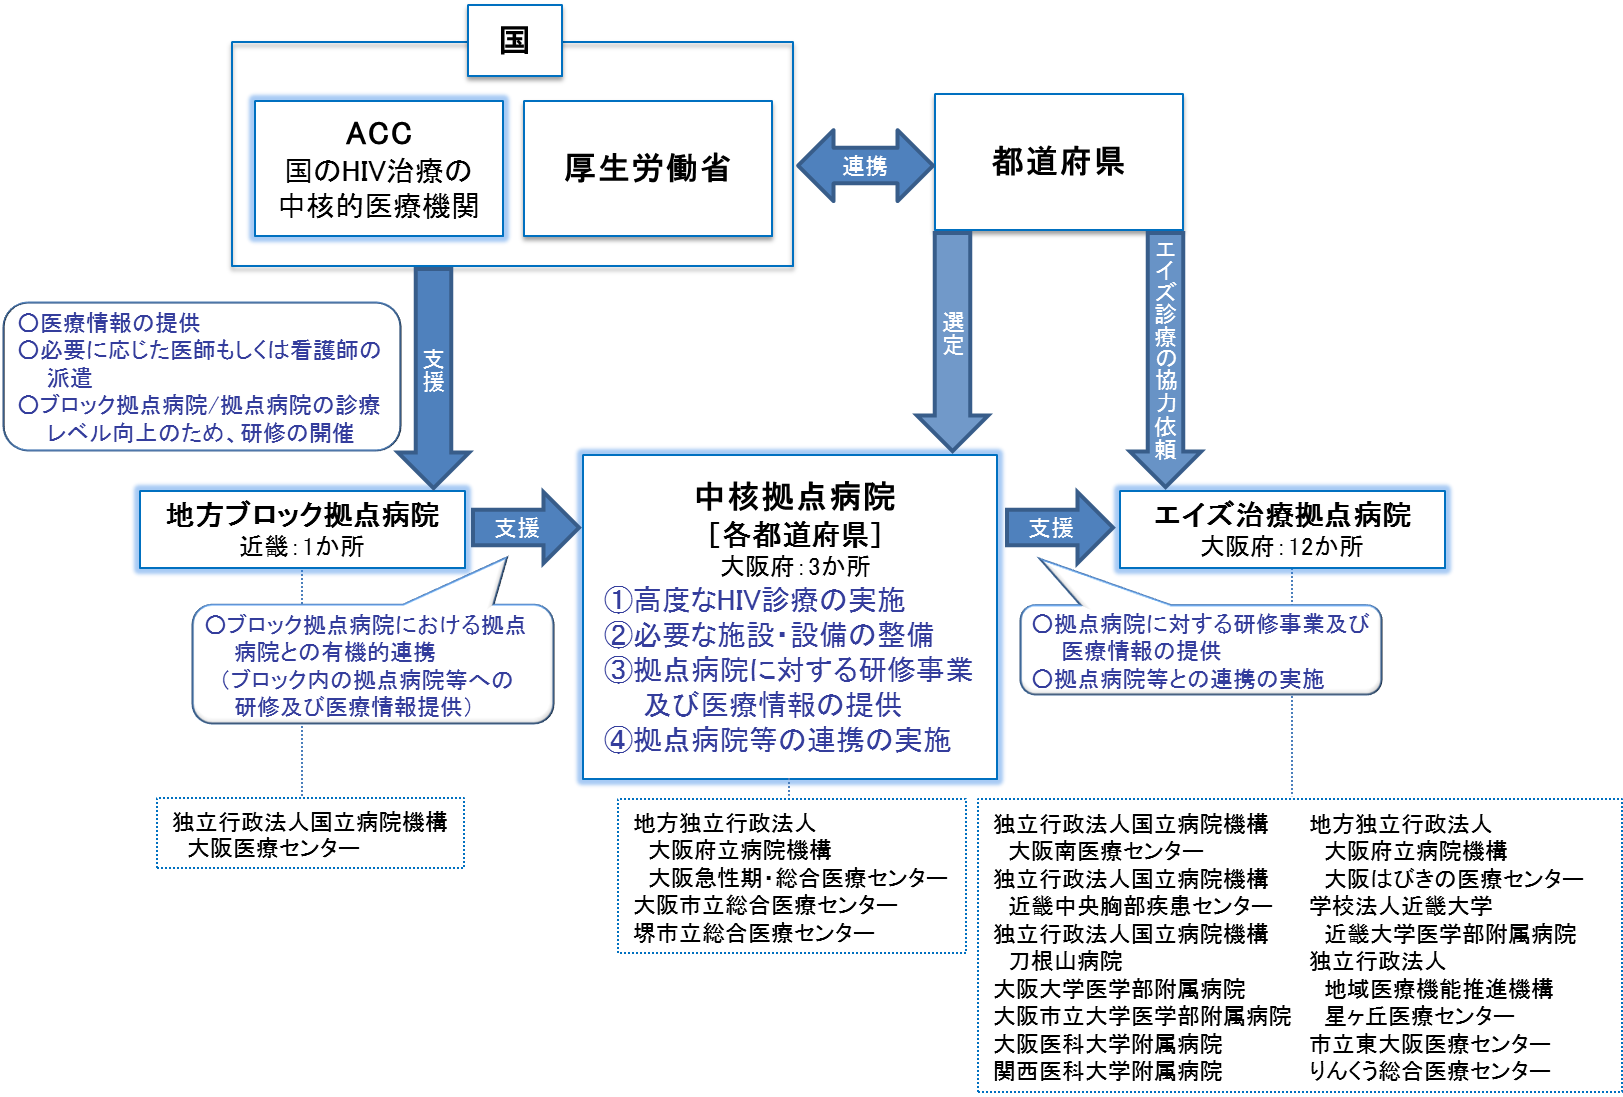 国
ACC
国のHIV治療の
中核的医療機関
厚生労働省
連携
都道府県
支援
選定
エイズ診療の協力依頼
〇医療情報の提供
〇必要に応じた医師もしくは看護師の
派遣
〇ブロック拠点病院/拠点病院の診療
レベル向上のため、研修の開催
地方ブロック拠点病院
近畿：1か所
支援
中核拠点病院
［各都道府県］
大阪府：3か所
①高度なHIV診療の実施
②必要な施設・設備の整備
③拠点病院に対する研修事業
及び医療情報の提供
④拠点病院等の連携の実施
支援
エイズ治療拠点病院
大阪府：12か所
〇ブロック拠点病院における拠点
病院との有機的連携
（ブロック内の拠点病院等への
研修及び医療情報提供）
〇拠点病院に対する研修事業及び
医療情報の提供
〇拠点病院等との連携の実施
独立行政法人国立病院機構
大阪医療センター
地方独立行政法人
大阪府立病院機構
大阪急性期・総合医療センター
大阪市立総合医療センター
堺市立総合医療センター
独立行政法人国立病院機構
大阪南医療センター
独立行政法人国立病院機構
近畿中央胸部疾患センター
独立行政法人国立病院機構
刀根山病院
大阪大学医学部附属病院
大阪市立大学医学部附属病院
大阪医科大学附属病院
関西医科大学附属病院
地方独立行政法人
大阪府立病院機構
大阪はびきの医療センター
学校法人近畿大学
近畿大学医学部附属病院
独立行政法人
地域医療機能推進機構
星ヶ丘医療センター
市立東大阪医療センター
りんくう総合医療センター